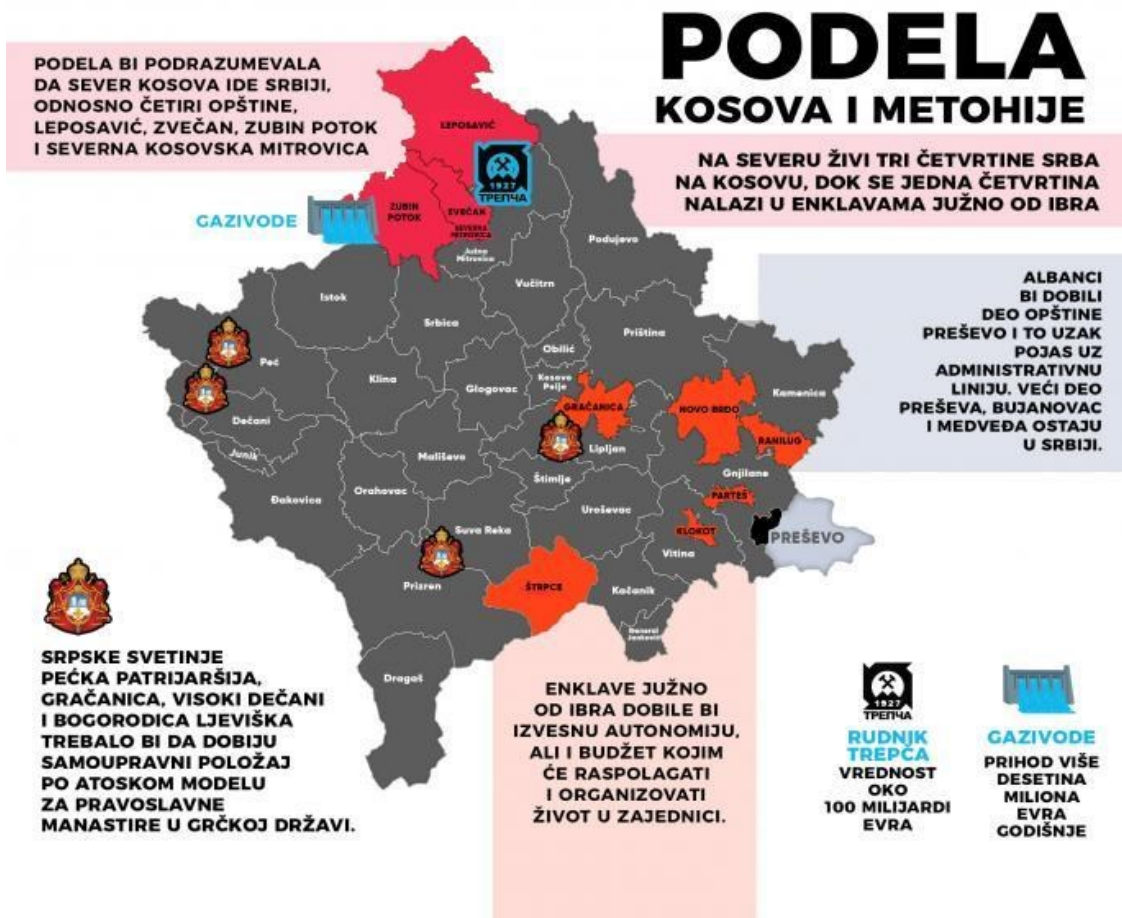 PODELA
KOSOVA I METOHIJE
PODELA BI PODRAZUMEVALA
DA SEVER KOSOVA IDE SRBIJI,
ODNOSNO ČETIRI OPŠTINE,
LEPOSAVIĆ, ZVEČAN, ZUBIN POTOK
I SEVERNA KOSOVSKA MITROVICA
NA SEVERU ŽIVI TRI ČETVRTINE SRBA
NA KOSOVU, DOK SE JEDNA ČETVRTINA
NALAZI U ENKLAVAMA JUŽNO OD IBRA
ALBANCI
BI DOBILI
DEO OPŠTINE
PREŠEVO I TO UZAK
POJAS UZ
ADMINISTRATIVNU
LINIJU. VEĆI DEO
PREŠEVA, BUJANOVAC
I MEDVEĐA OSTAJU
U SRBIJI.
LEPOSAVIĆ
1927
ТРЕПЧА
GAZIVODE
ZUBIN
POTOK
ZVEČAN
SEVERNA
MITROVICA
Južna
Mitrovica
Podujevo
Vučitrn
Istok
Srbica
Priština
Obilić
Peć
Klina
Glogovac
Kosovo
Polje
GRAČANICA
NOVO BRDO
Kamenica
Dečani
RANILUG
Lipljan
Junik
Mališevo
Štimlje
Gnjilane
Đakovica
Orahovac
PARTEŠ
Uroševac
Suva Reka
KLOKOT
PREŠEVO
Vitina
Prizren
ŠTRPCE
Kačanik
General
Janković
Dragaš
SRPSKE SVETINJE
PEĆKA PATRIJARŠIJA,
GRAČANICA, VISOKI DEČANI
I BOGORODICA LJEVIŠKA
TREBALO BI DA DOBIJU
SAMOUPRAVNI POLOŽAJ
PO ATOSKOM MODELU
ZA PRAVOSLAVNE
MANASTIRE U GRČKOJ DRŽAVI.
ENKLAVE JUŽNO
OD IBRA DOBILE BI
IZVESNU AUTONOMIJU,
ALI I BUDŽET KOJIM
ĆE RASPOLAGATI
I ORGANIZOVATI
ŽIVOT U ZAJEDNICI.
1927
ТРЕПЧА
RUDNIK
TREPČA
VREDNOST
OKO
100 MILIJARDI
EVRA
GAZIVODE
PRIHOD VIŠE
DESETINA
MILIONA
EVRA
GODIŠNJE